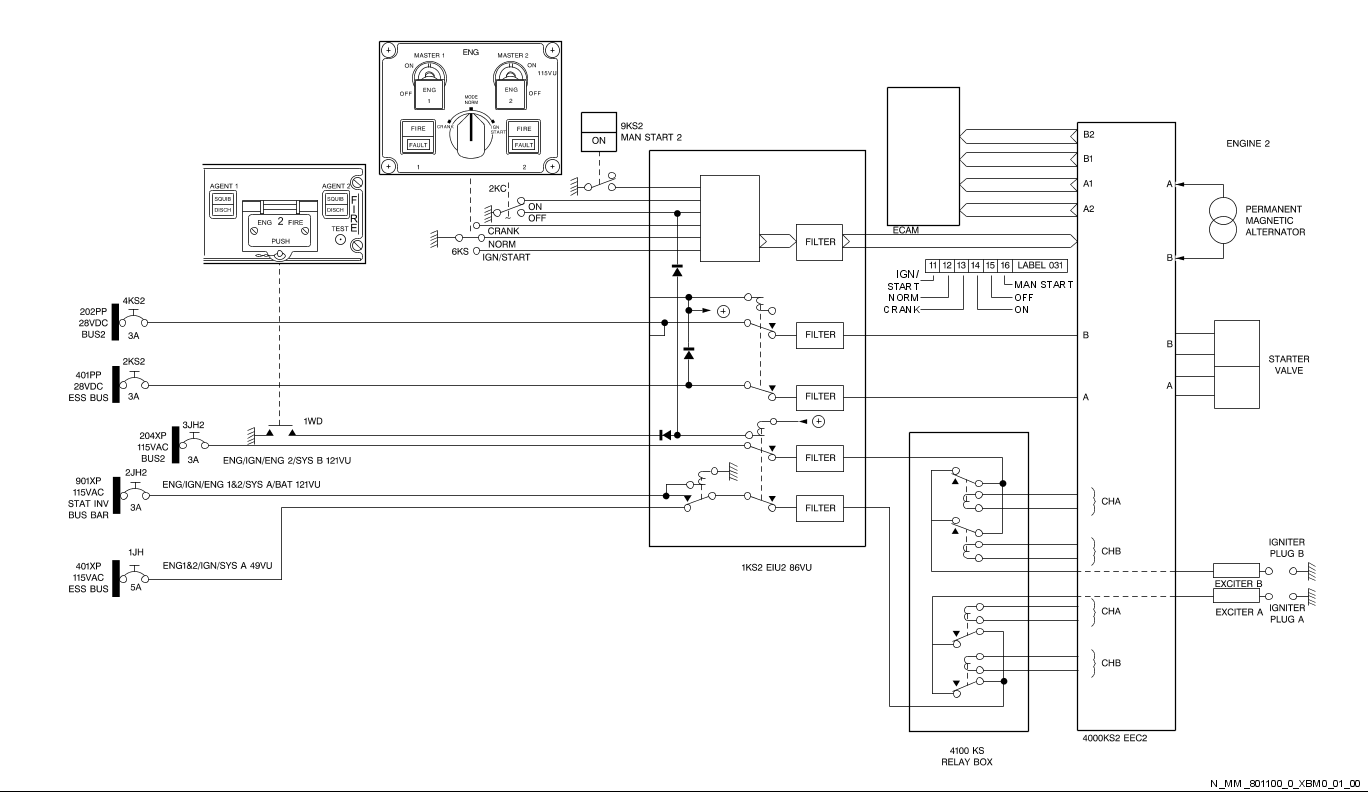 MASTER 1
ENG
MASTER 2
ON
ON
115VU
OFF
ENG
1
MODE
NORM
ENG
2
OFF
CRANK
IGN
START
FIRE
FAULT
FIRE
FAULT
1
2
ON
9KS2
MAN START 2
AGENT 1
SQUIB
DISCH
AGENT 2
SQUIB
DISCH
FIRE
ENG 2 FIRE
PUSH
TEST
2KC
ON
OFF
CRANK
NORM
6KS
IGN/START
FILTER
ECAM
B2
B1
A1
A2
ENGINE 2
A
B
PERMANENT
MAGNETIC
ALTERNATOR
11 12 13 14 15 16 LABEL 031
IGN/
START
NORM
CRANK
MAN START
OFF
ON
202PP
28VDC
BUS2
4KS2
3A
FILTER
B
B
A
STARTER
VALVE
401PP
28VDC
ESS BUS
2KS2
3A
FILTER
A
1WD
204XP
115VAC
BUS2
3JH2
3A
ENG/IGN/ENG 2/SYS B 121VU
FILTER
901XP
115VAC
STAT INV
BUS BAR
2JH2
3A
ENG/IGN/ENG 1&2/SYS A/BAT 121VU
FILTER
401XP
115VAC
ESS BUS
1JH
5A
ENG1&2/IGN/SYS A 49VU
1KS2 EIU2 86VU
CHA
CHB
CHA
CHB
IGNITER
PLUG B
EXCITER B
EXCITER A
IGNITER
PLUG A
4000KS2 EEC2
4100 KS
RELAY BOX
N_MM_801100_0_XBM0_01_00